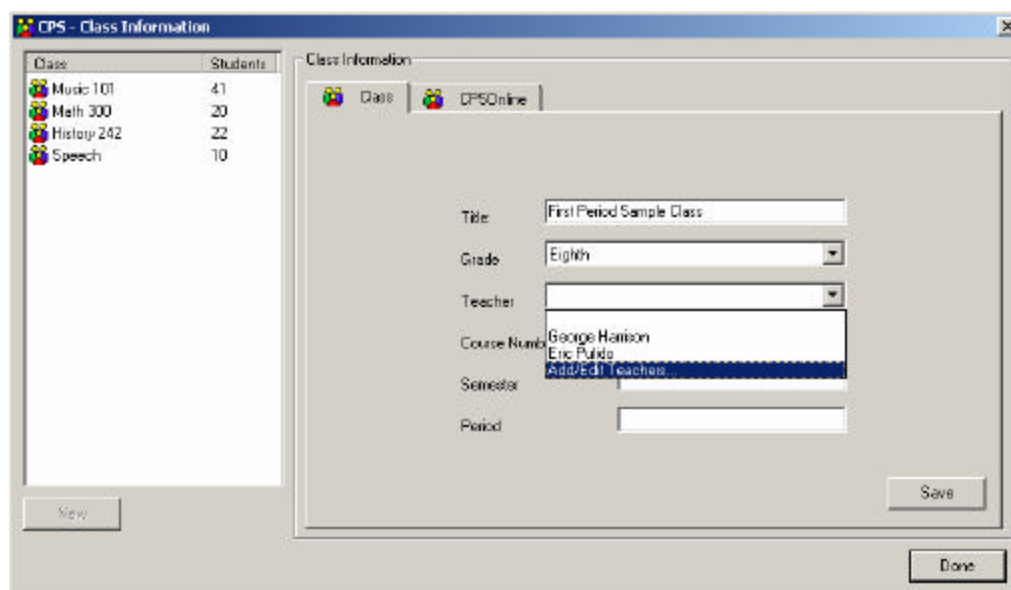 CPS - Class Information
Class Students
Music 101 41
Math 300 20
History 242 22
Speech 10
New
Class Information
Class CPSOnline
Title First Period Sample Class
Grade Eighth
Teacher
George Harrison
Course Numb
Eric Pulido
Add/Edit Teachers...
Semester
Period
Save
Done